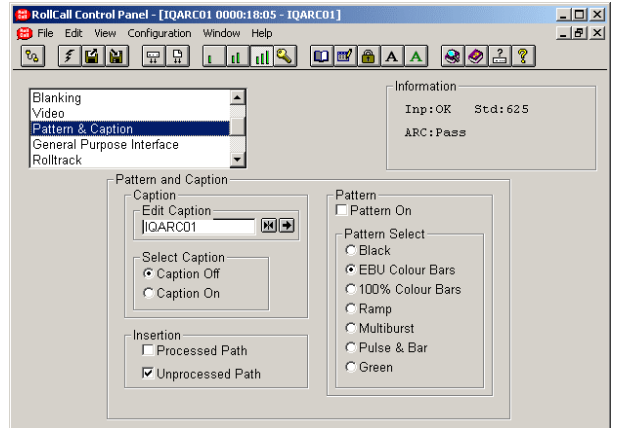 RollCall Control Panel - [IQARC01 0000:18:05 - IQARC01]
File Edit View Configuration Window Help
A A A ?
Information
Inp:OK Std:625
ARC:Pass
Blanking
Video
Pattern & Caption
General Purpose Interface
Rolltrack
Pattern and Caption
Caption
Edit Caption
IQARC01
Select Caption
Caption Off
Caption On
Insertion
Processed Path
Unprocessed Path
Pattern
Pattern On
Pattern Select
Black
EBU Colour Bars
100% Colour Bars
Ramp
Multiburst
Pulse & Bar
Green